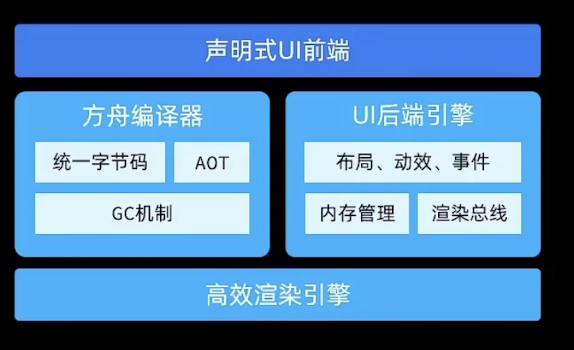 声明式UI前端
方舟编译器
统一字节码
AOT
GC机制
UI后端引擎
布局、动效、事件
内存管理
渲染总线
高效渲染引擎